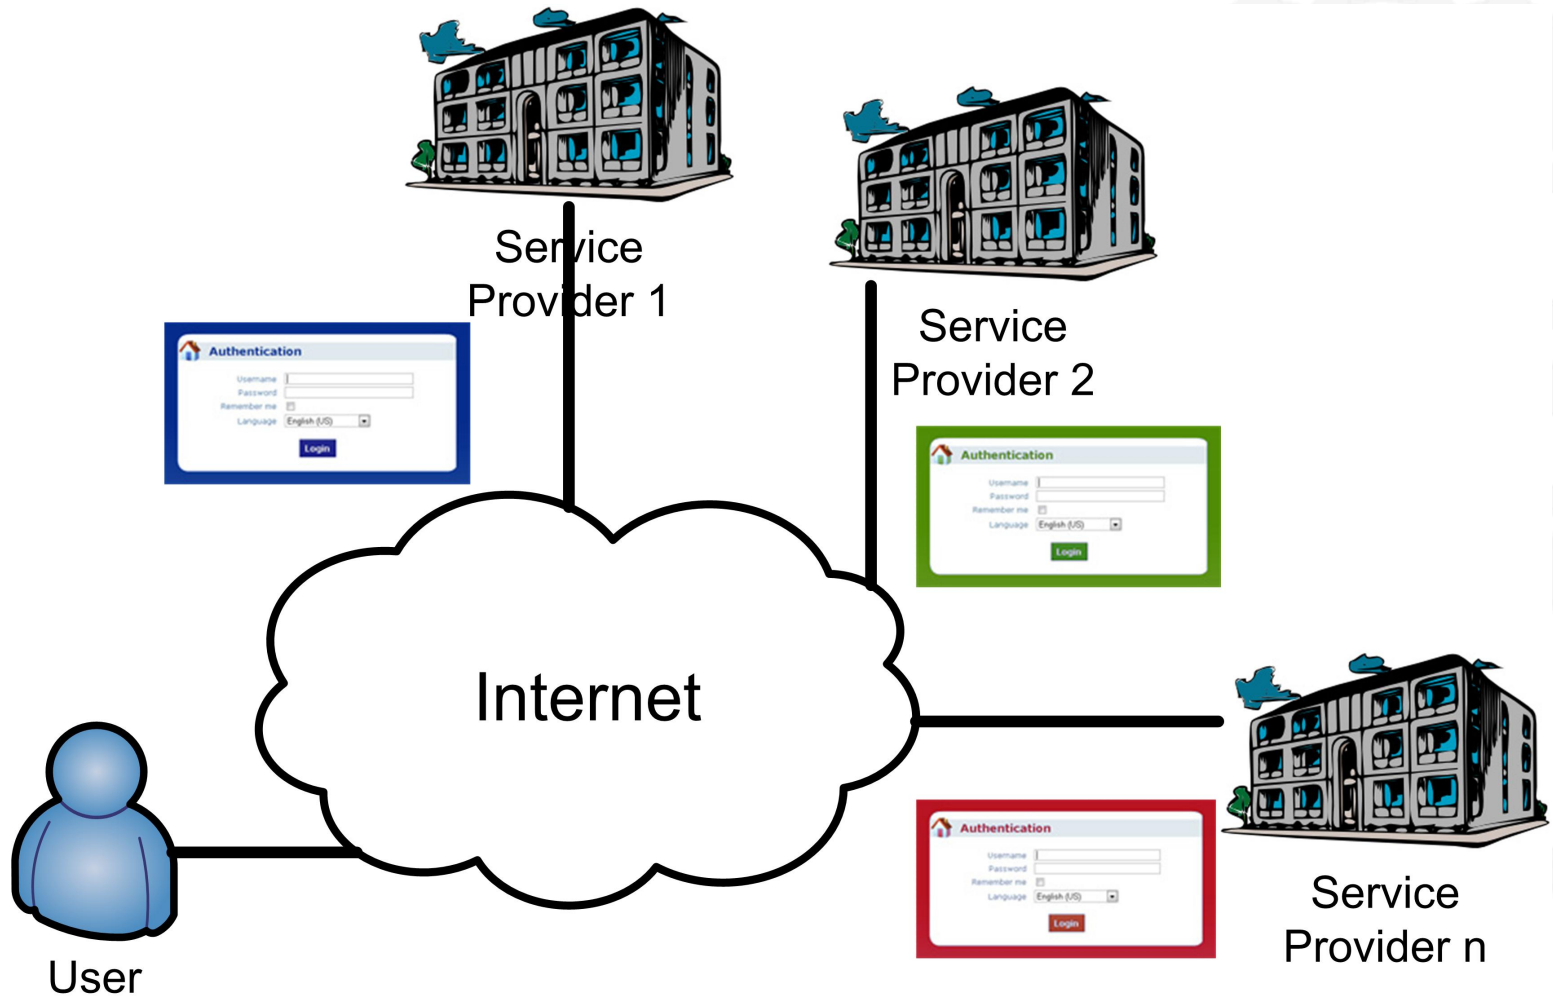 Service
Provider 1
Service
Provider 2
Authentication
Username
Password
Remember me
Language English (US)
Login
Authentication
Username
Password
Remember me
Language English (US)
Login
Internet
Authentication
Username
Password
Remember me
Language English (US)
Login
Service
Provider n
User